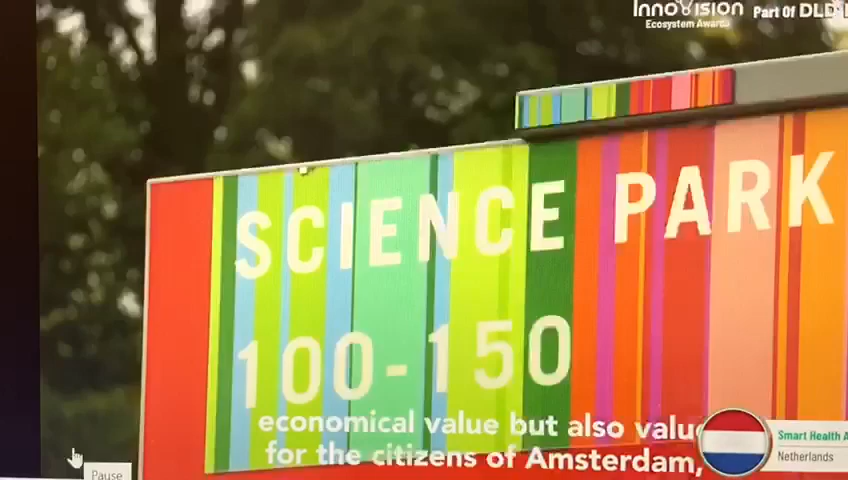 InnoVision Part Of DLD
Ecosystem Awards
SCIENCE PARK
100-150
economical value but also value
for the citizens of Amsterdam,
Smart Health A
Netherlands
Pause